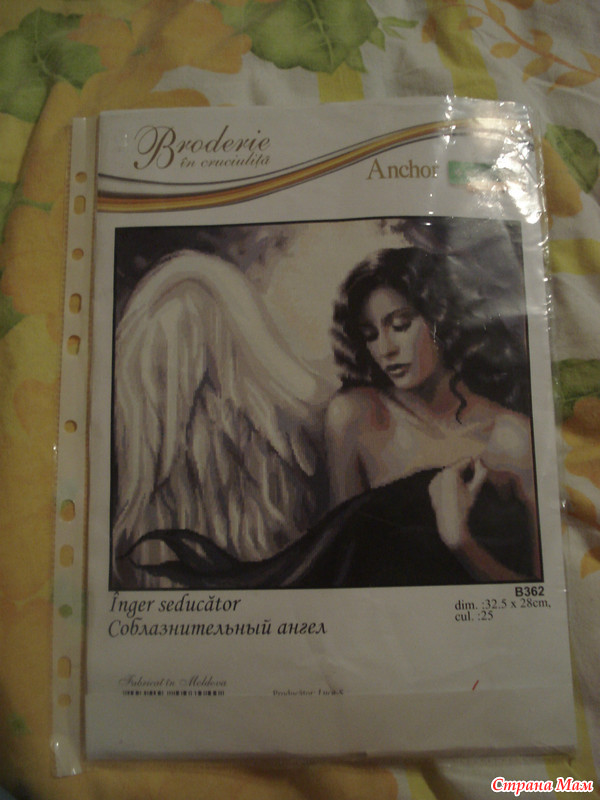 Broderie
în cruciuliță
Anchor
B362
dim. :32.5 x 28cm,
cul. :25
Înger seducător
Соблазнительный ангел
Fabricat în Moldova
Producător:
Страна Мам